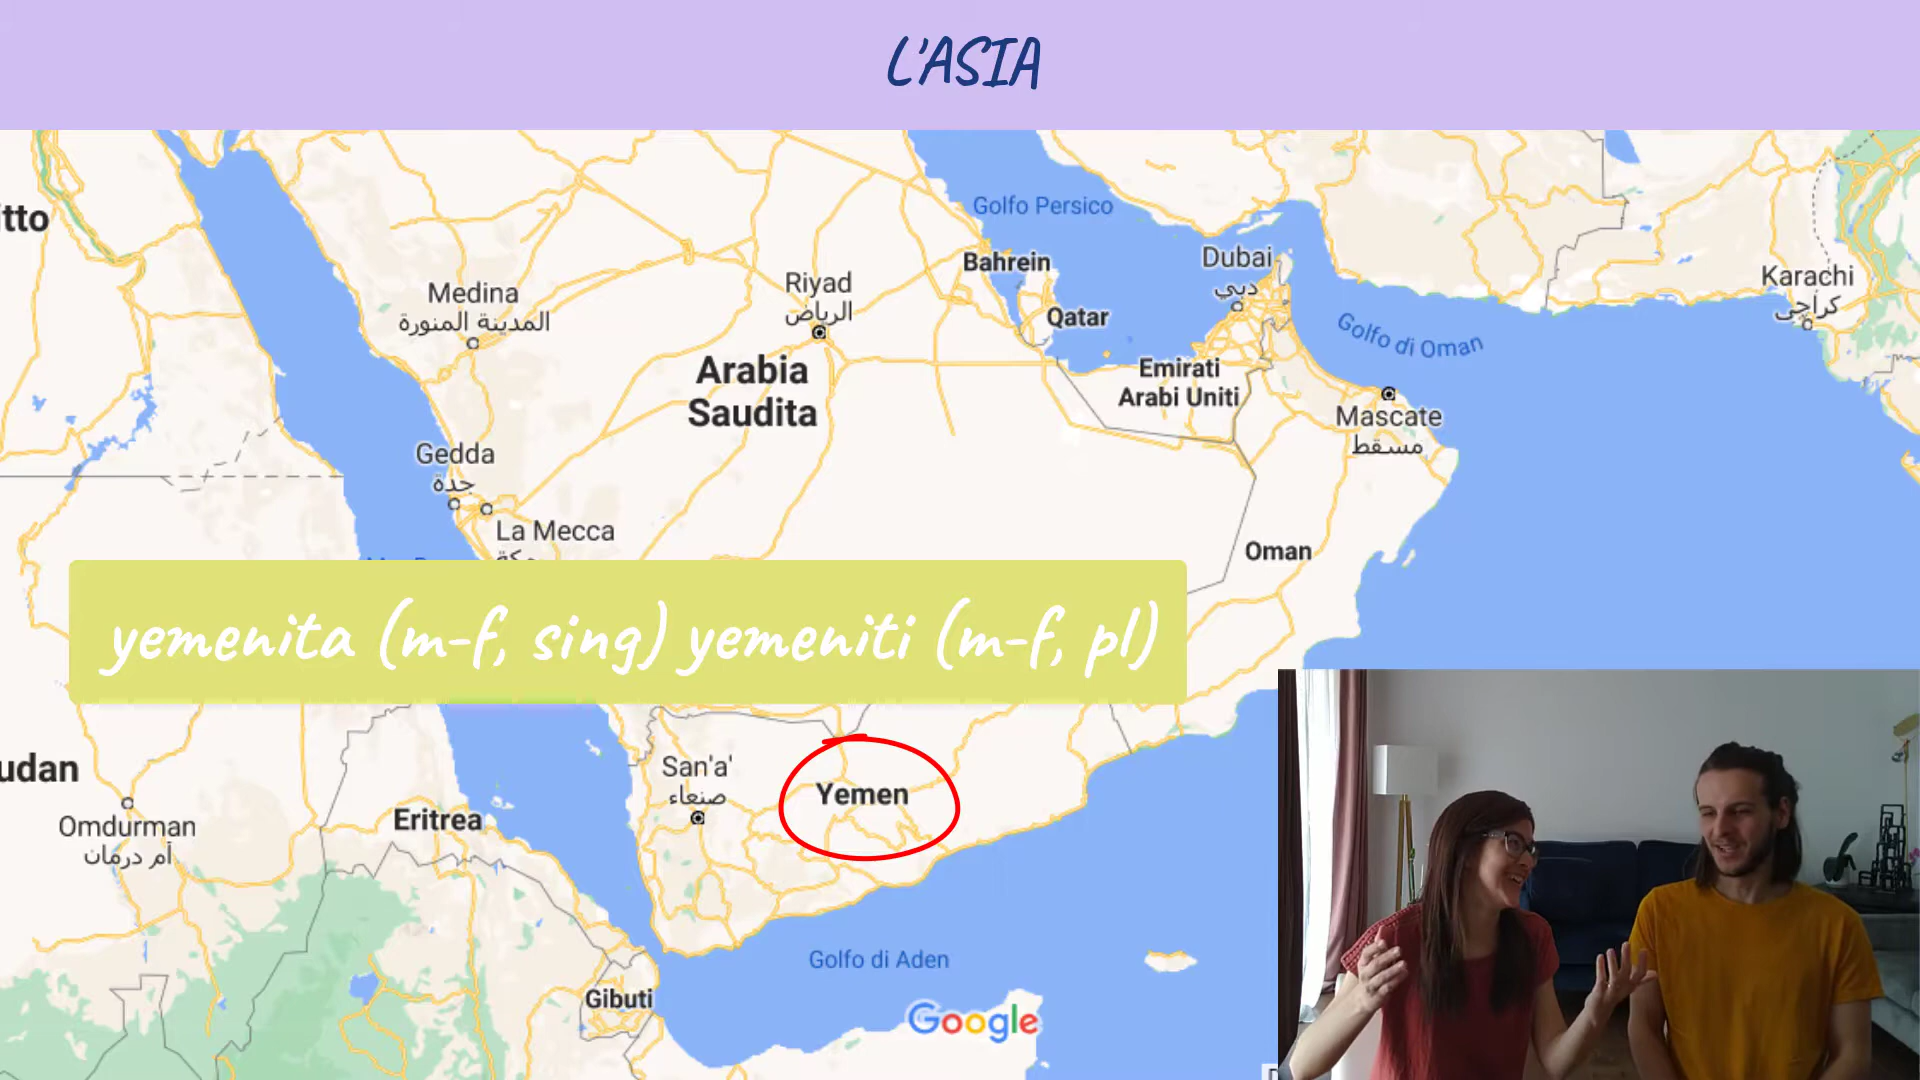 L'ASIA
Golfo Persico
itto
Bahrein
Dubai
دبي
Karachi
كراچى
Medina
المدينة المنورة
Riyad
الرياض
Qatar
Golfo di Oman
Arabia
Saudita
Emirati
Arabi Uniti
Mascate
مسقط
Gedda
جدة
La Mecca
Oman
yemenita (m-f, sing) yemeniti (m-f, pl)
San'a'
صنعاء
Yemen
udan
Omdurman
أم درمان
Eritrea
Golfo di Aden
Gibuti
Google